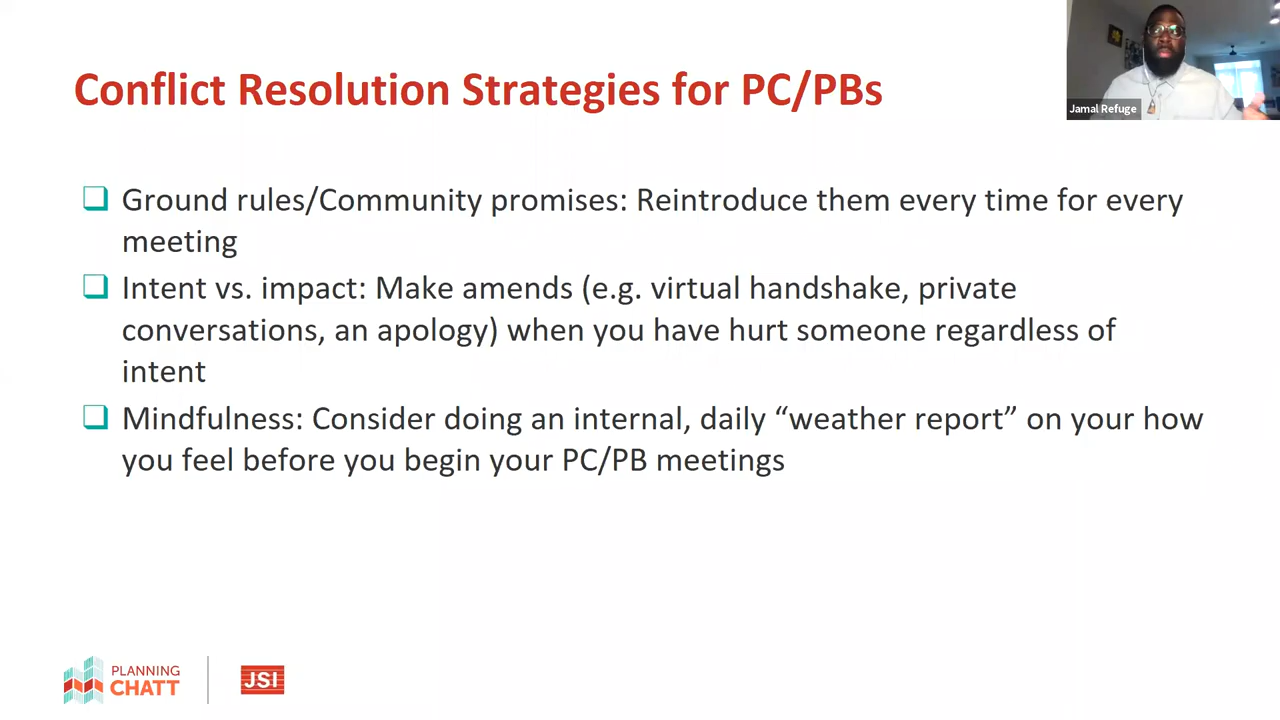 Conflict Resolution Strategies for PC/PBs
Jamal Refuge
❑ Ground rules/Community promises: Reintroduce them every time for every
meeting
❑ Intent vs. impact: Make amends (e.g. virtual handshake, private
conversations, an apology) when you have hurt someone regardless of
intent
❑ Mindfulness: Consider doing an internal, daily “weather report” on your how
you feel before you begin your PC/PB meetings
PLANNING
CHATT
JSI